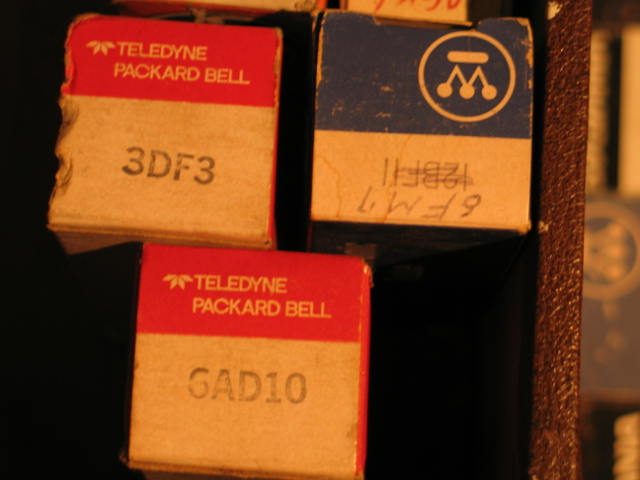 TELEDYNE
PACKARD BELL
3DF3
12BF11
6FM7
TELEDYNE
PACKARD BELL
6AD10